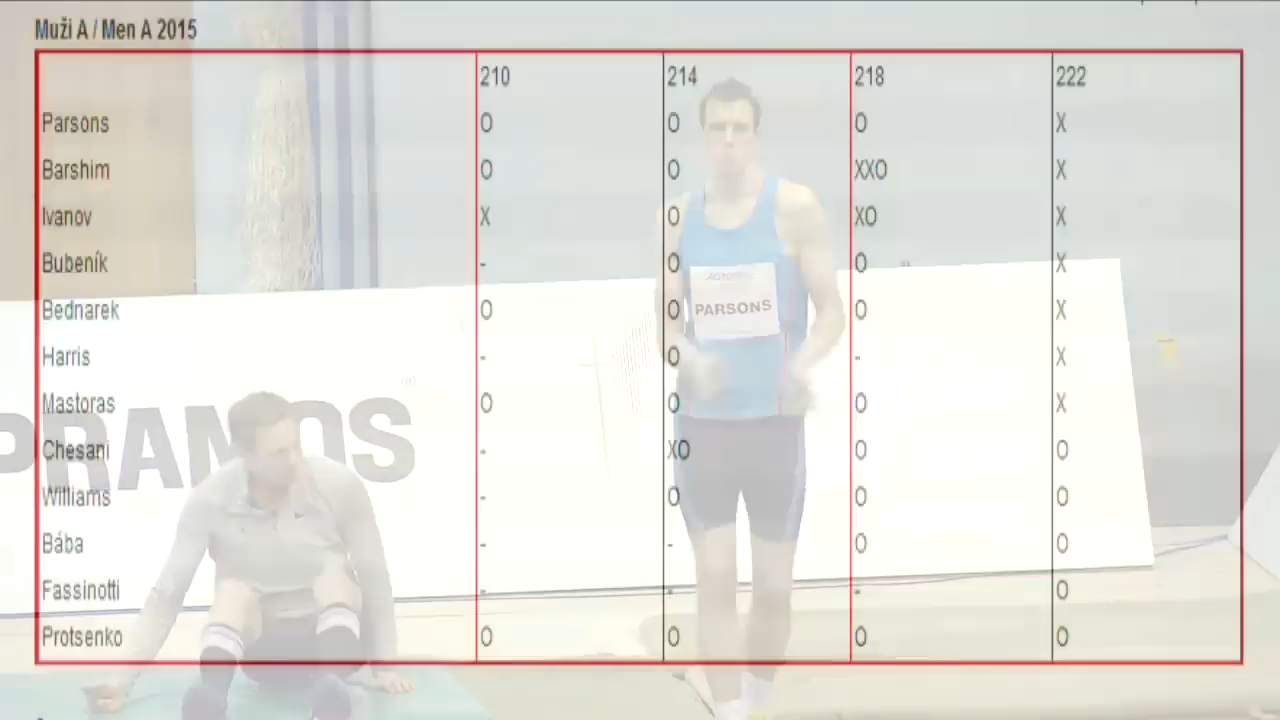 Muži A / Men A 2015
210 214 218 222
Parsons O O O X
Barshim O O XXO X
Ivanov X O XO X
Bubeník - O O X
Bednarek O O O X
Harris - O - X
Mastoras O O O X
Chesani - XO O O
Williams - O O O
Bába - - O O
Fassinotti - - - O
Protsenko O O O O
PARSONS
PRAMOS